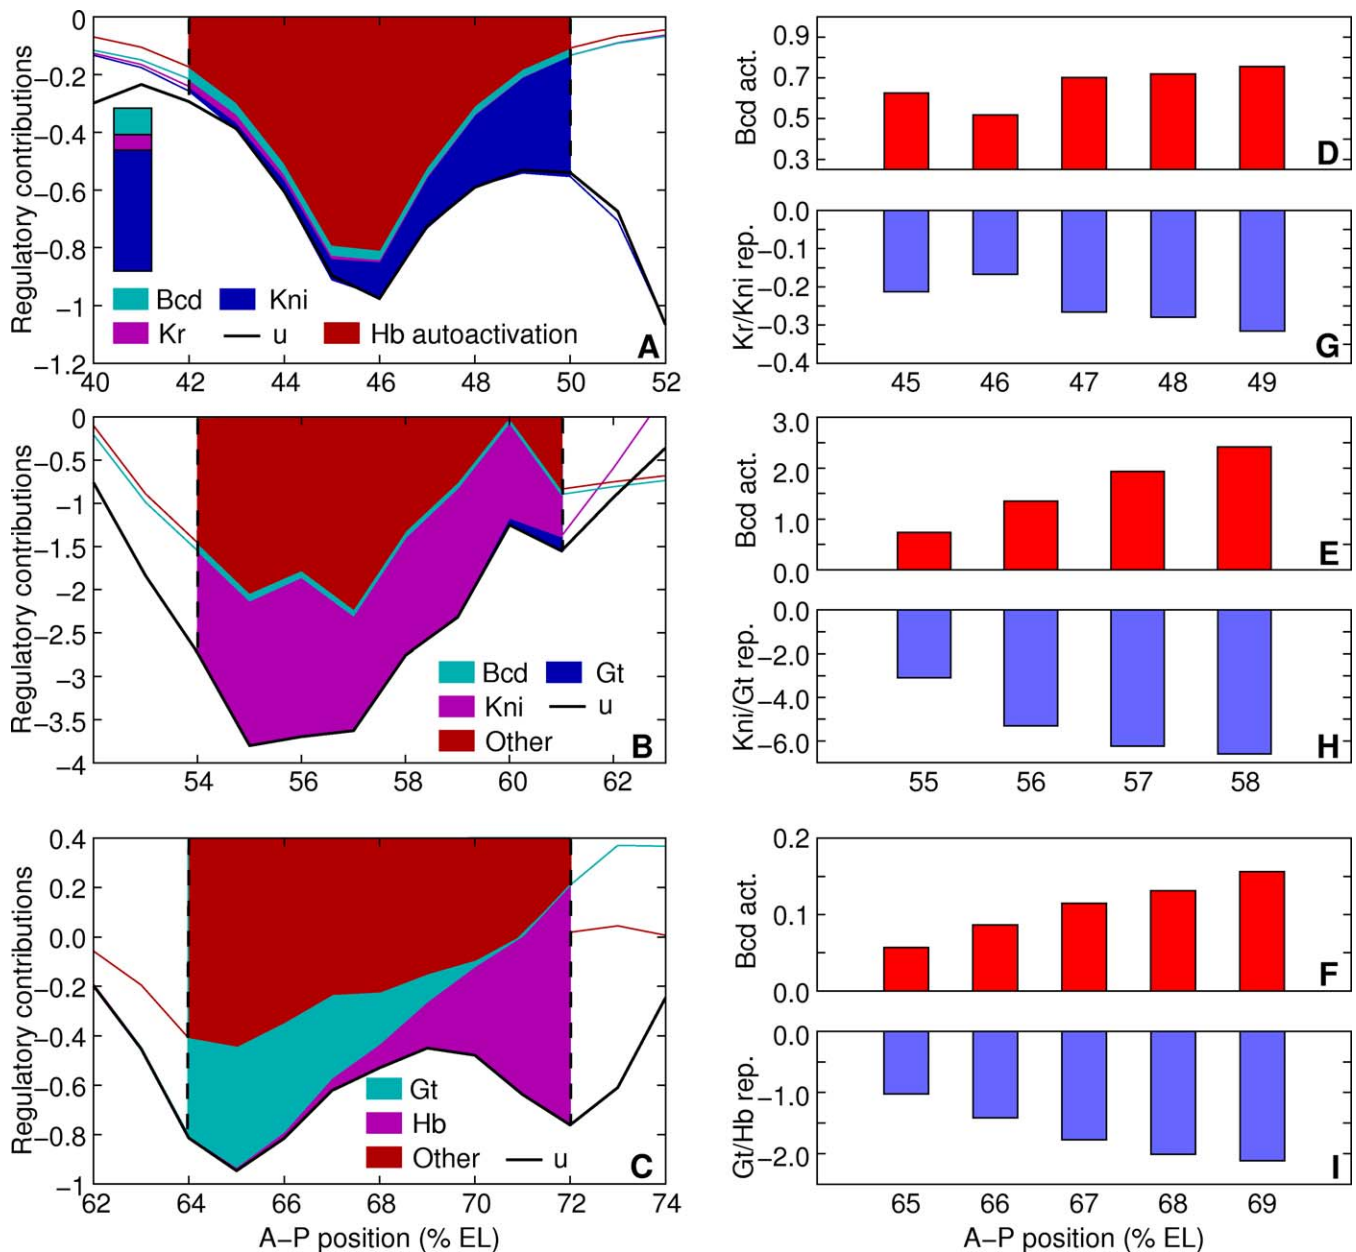 Regulatory contributions
0
−0.2
−0.4
−0.6
−0.8
−1
−1.2
Bcd Kni
Kr u Hb autoactivation
A
40 42 44 46 48 50 52
Bcd act.
0.9
0.7
0.5
0.3
D
Kr/Kni rep.
0.0
−0.1
−0.2
−0.3
−0.4
G
45 46 47 48 49
Regulatory contributions
0
−0.5
−1
−1.5
−2
−2.5
−3
−3.5
−4
Bcd Gt
Kni u
Other
B
54 56 58 60 62
Bcd act.
3.0
2.0
1.0
0.0
E
Kni/Gt rep.
0.0
−2.0
−4.0
−6.0
H
55 56 57 58
Regulatory contributions
0.4
0.2
0.0
−0.2
−0.4
−0.6
−0.8
−1
Gt
Hb
Other u
C
62 64 66 68 70 72 74
A−P position (% EL)
Bcd act.
0.2
0.1
0.0
F
Gt/Hb rep.
0.0
−1.0
−2.0
I
65 66 67 68 69
A−P position (% EL)